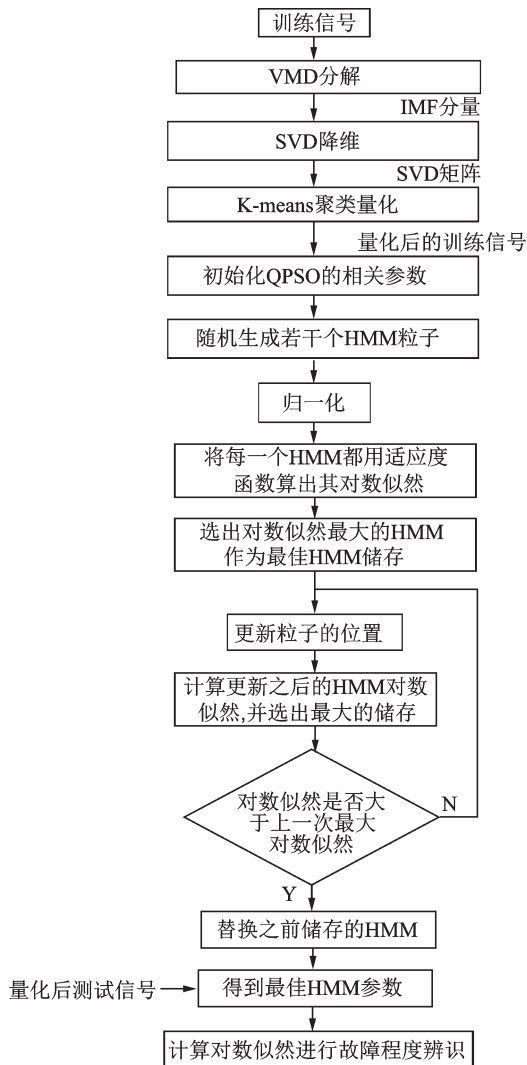 训练信号
VMD分解
IMF分量
SVD降维
SVD矩阵
K-means聚类量化
量化后的训练信号
初始化QPSO的相关参数
随机生成若干个HMM粒子
归一化
将每一个HMM都用适应度
函数算出其对数似然
选出对数似然最大的HMM
作为最佳HMM储存
更新粒子的位置
计算更新之后的HMM对数
似然,并选出最大的储存
对数似然是否大
于上一次最大
对数似然
N
Y
替换之前储存的HMM
量化后测试信号
得到最佳HMM参数
计算对数似然进行故障程度辨识